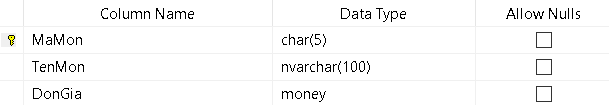 Column Name Data Type Allow Nulls
MaMon char(5)
TenMon nvarchar(100)
DonGia money